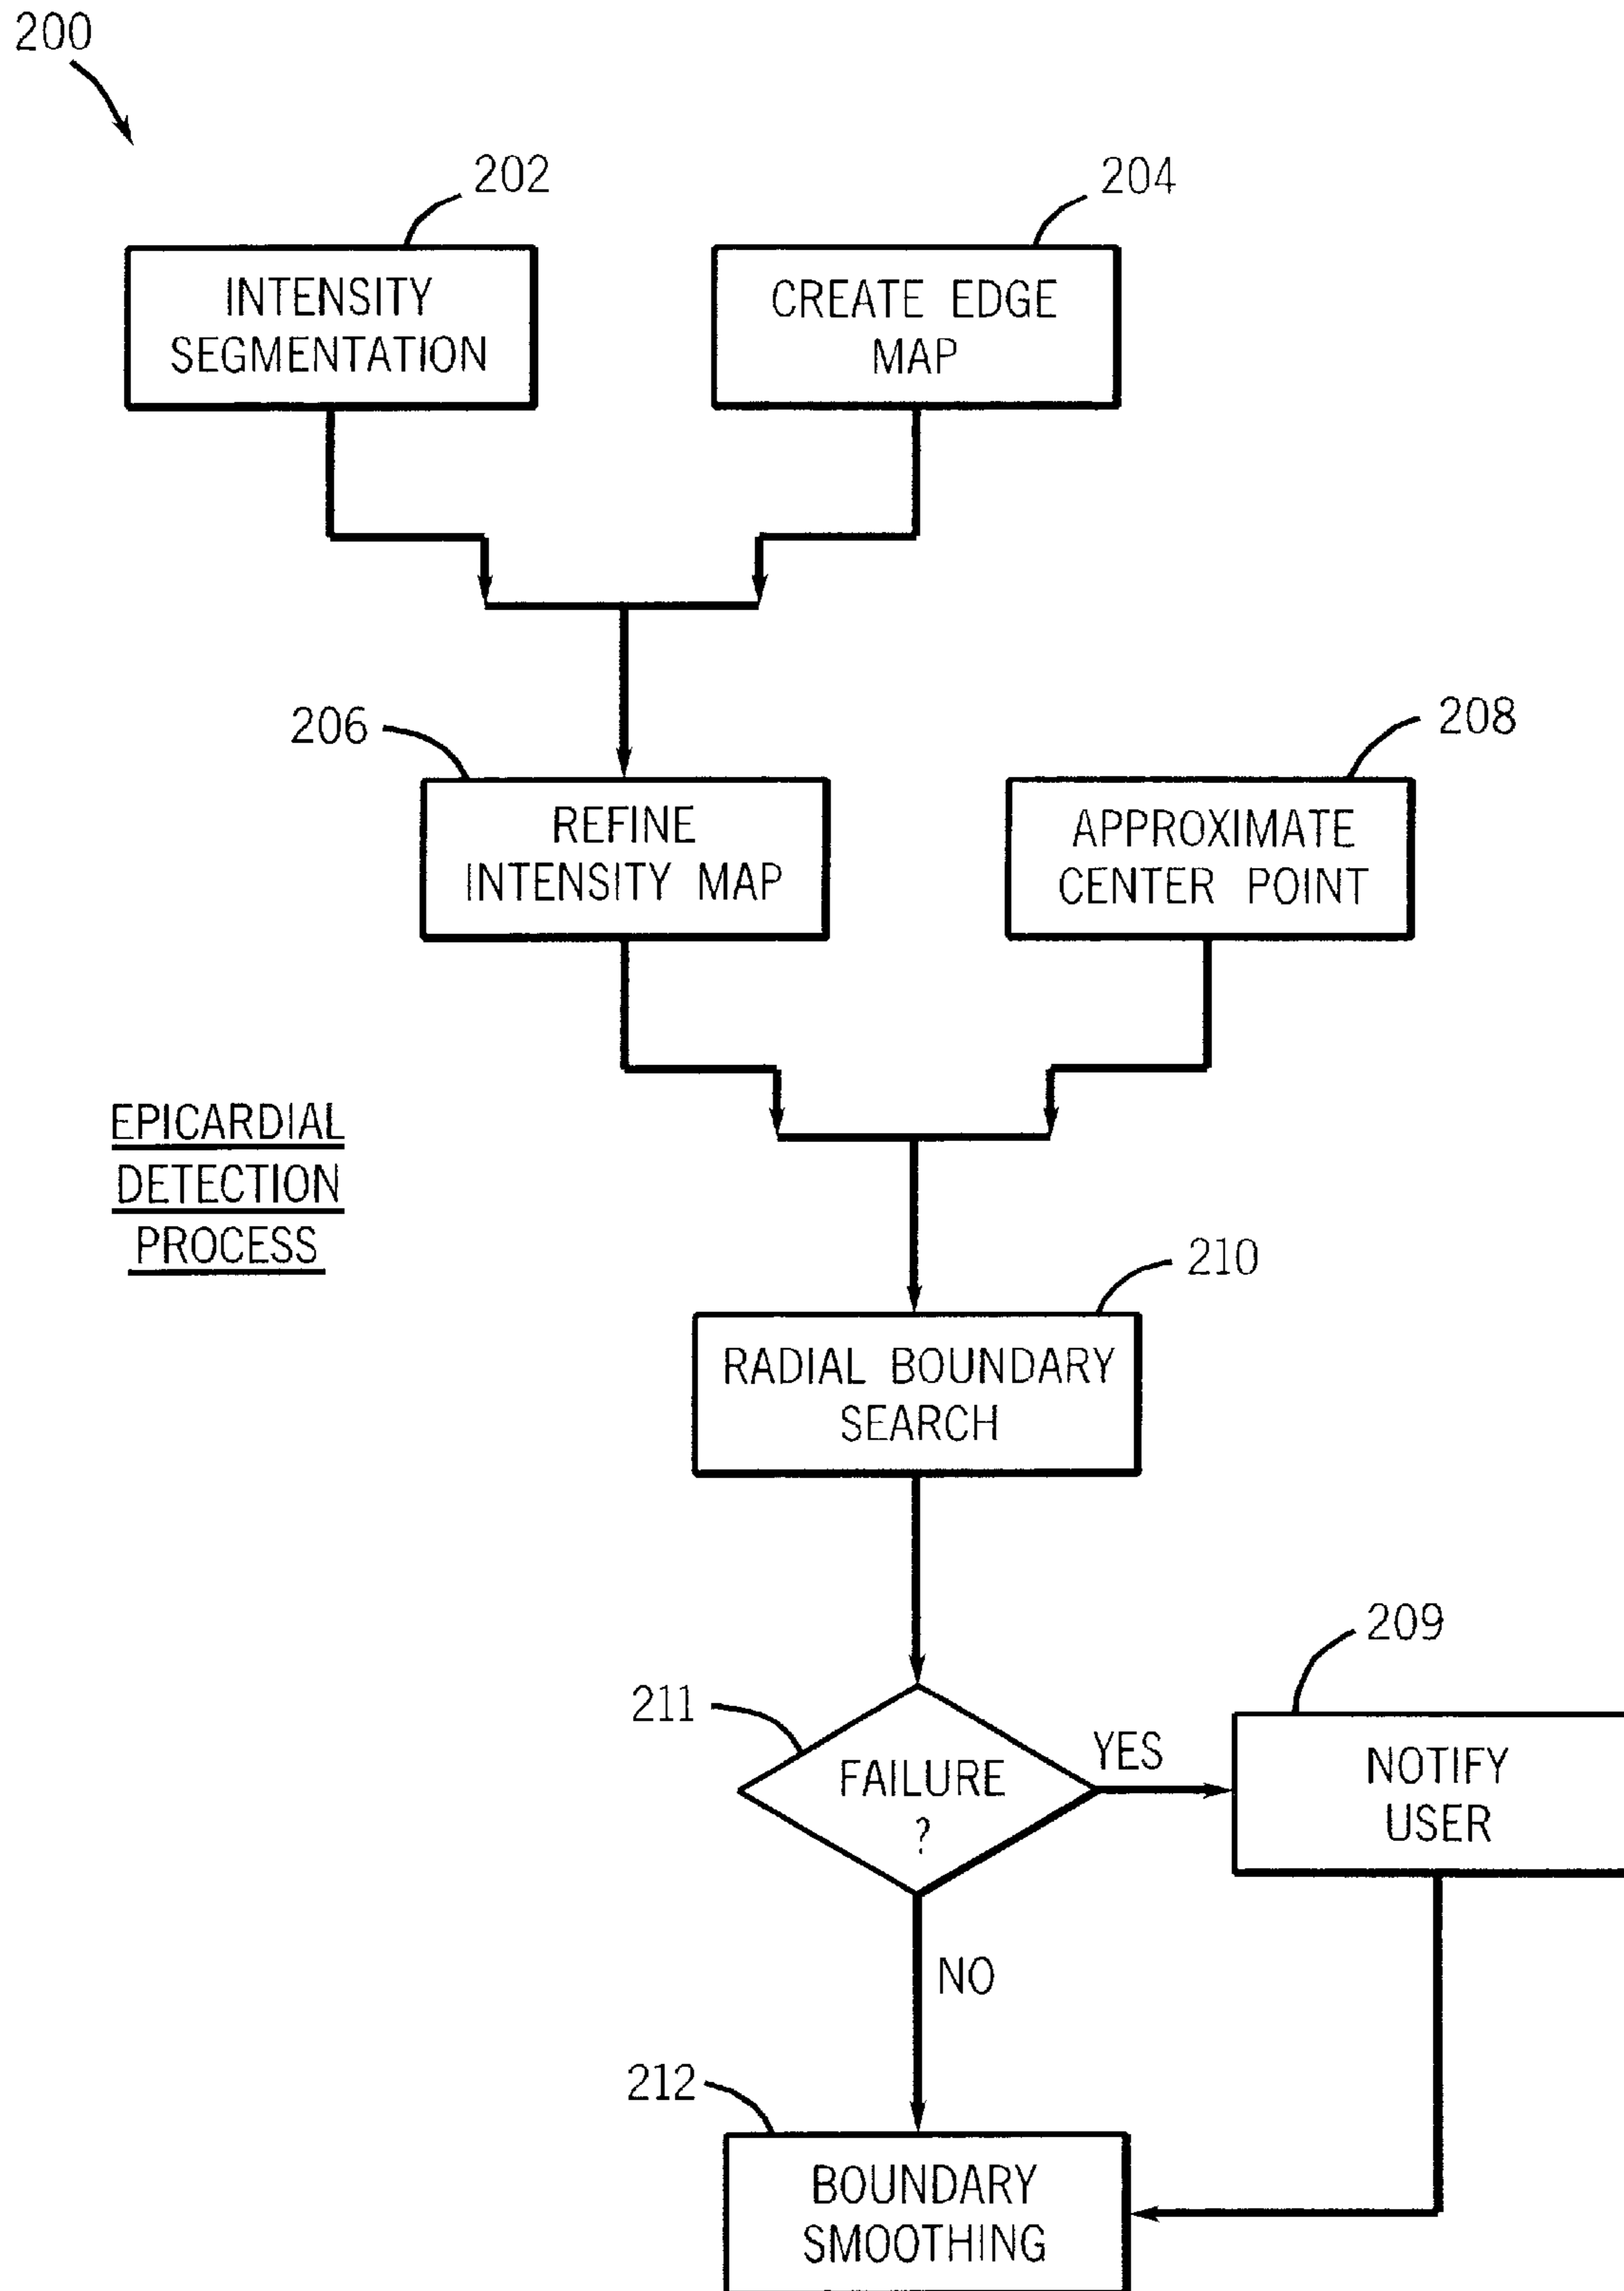 200
202
204
INTENSITY
SEGMENTATION
CREATE EDGE
MAP
206
208
REFINE
INTENSITY MAP
APPROXIMATE
CENTER POINT
EPICARDIAL
DETECTION
PROCESS
210
RADIAL BOUNDARY
SEARCH
209
211
FAILURE
?
YES
NOTIFY
USER
NO
212
BOUNDARY
SMOOTHING